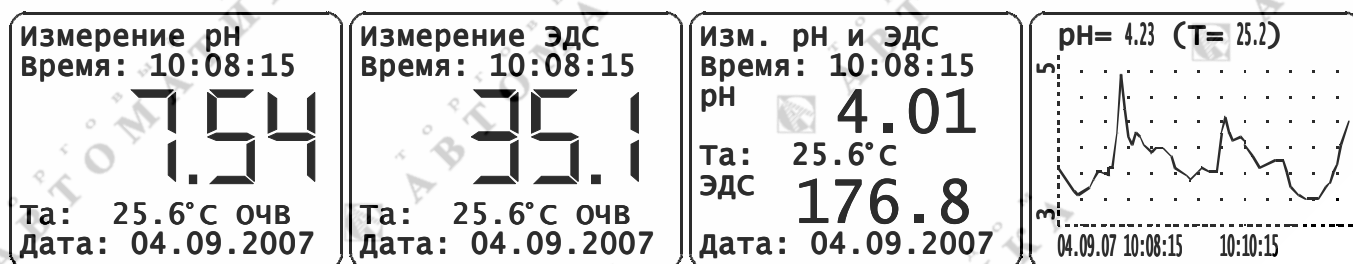 Измерение pH
Время: 10:08:15
7.54
Та: 25.6°С ОЧВ
Дата: 04.09.2007
Измерение ЭДС
Время: 10:08:15
35.1
Та: 25.6°С ОЧВ
Дата: 04.09.2007
Изм. pH и ЭДС
Время: 10:08:15
pH
4.01
Та: 25.6°С
ЭДС
176.8
Дата: 04.09.2007
pH= 4.23 (Т= 25.2)
5
3
04.09.07 10:08:15 10:10:15